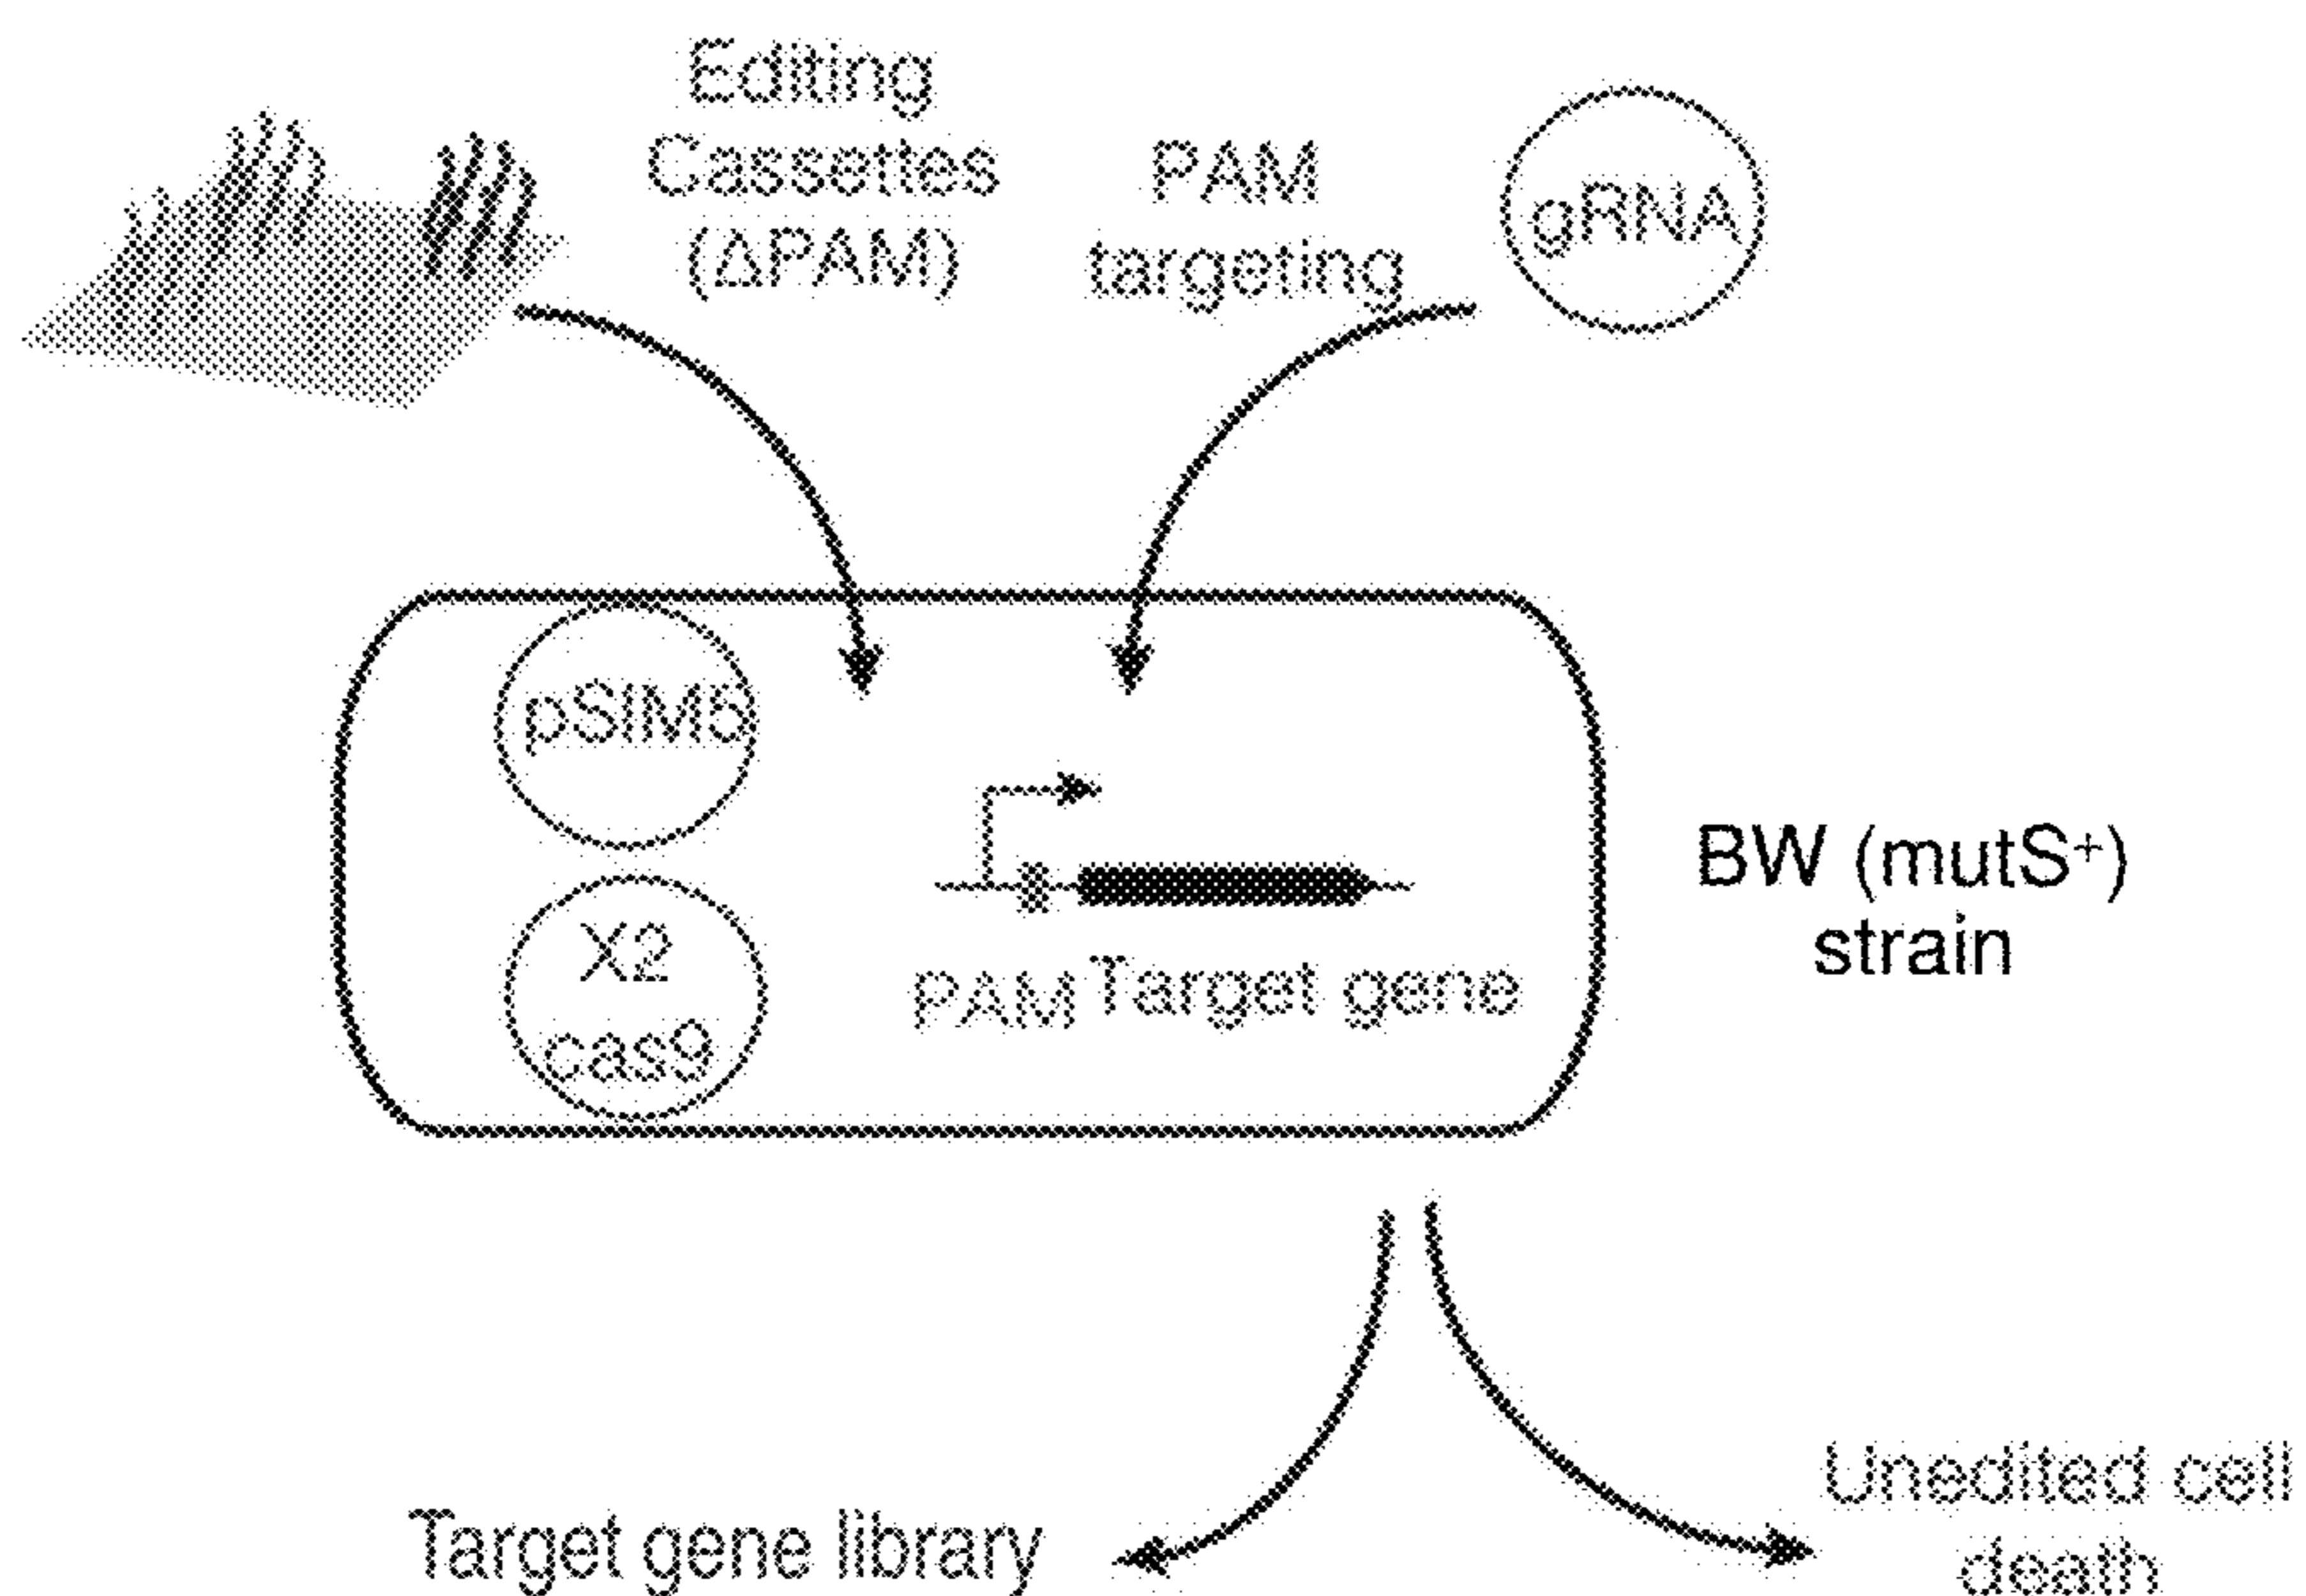 Editing
Cassettes
(ΔPAM)
PAM
targeting
gRNA
pSIM5
X2
cas9
PAM
Target gene
BW (mutS⁺)
strain
Target gene library
Unedited cell
death